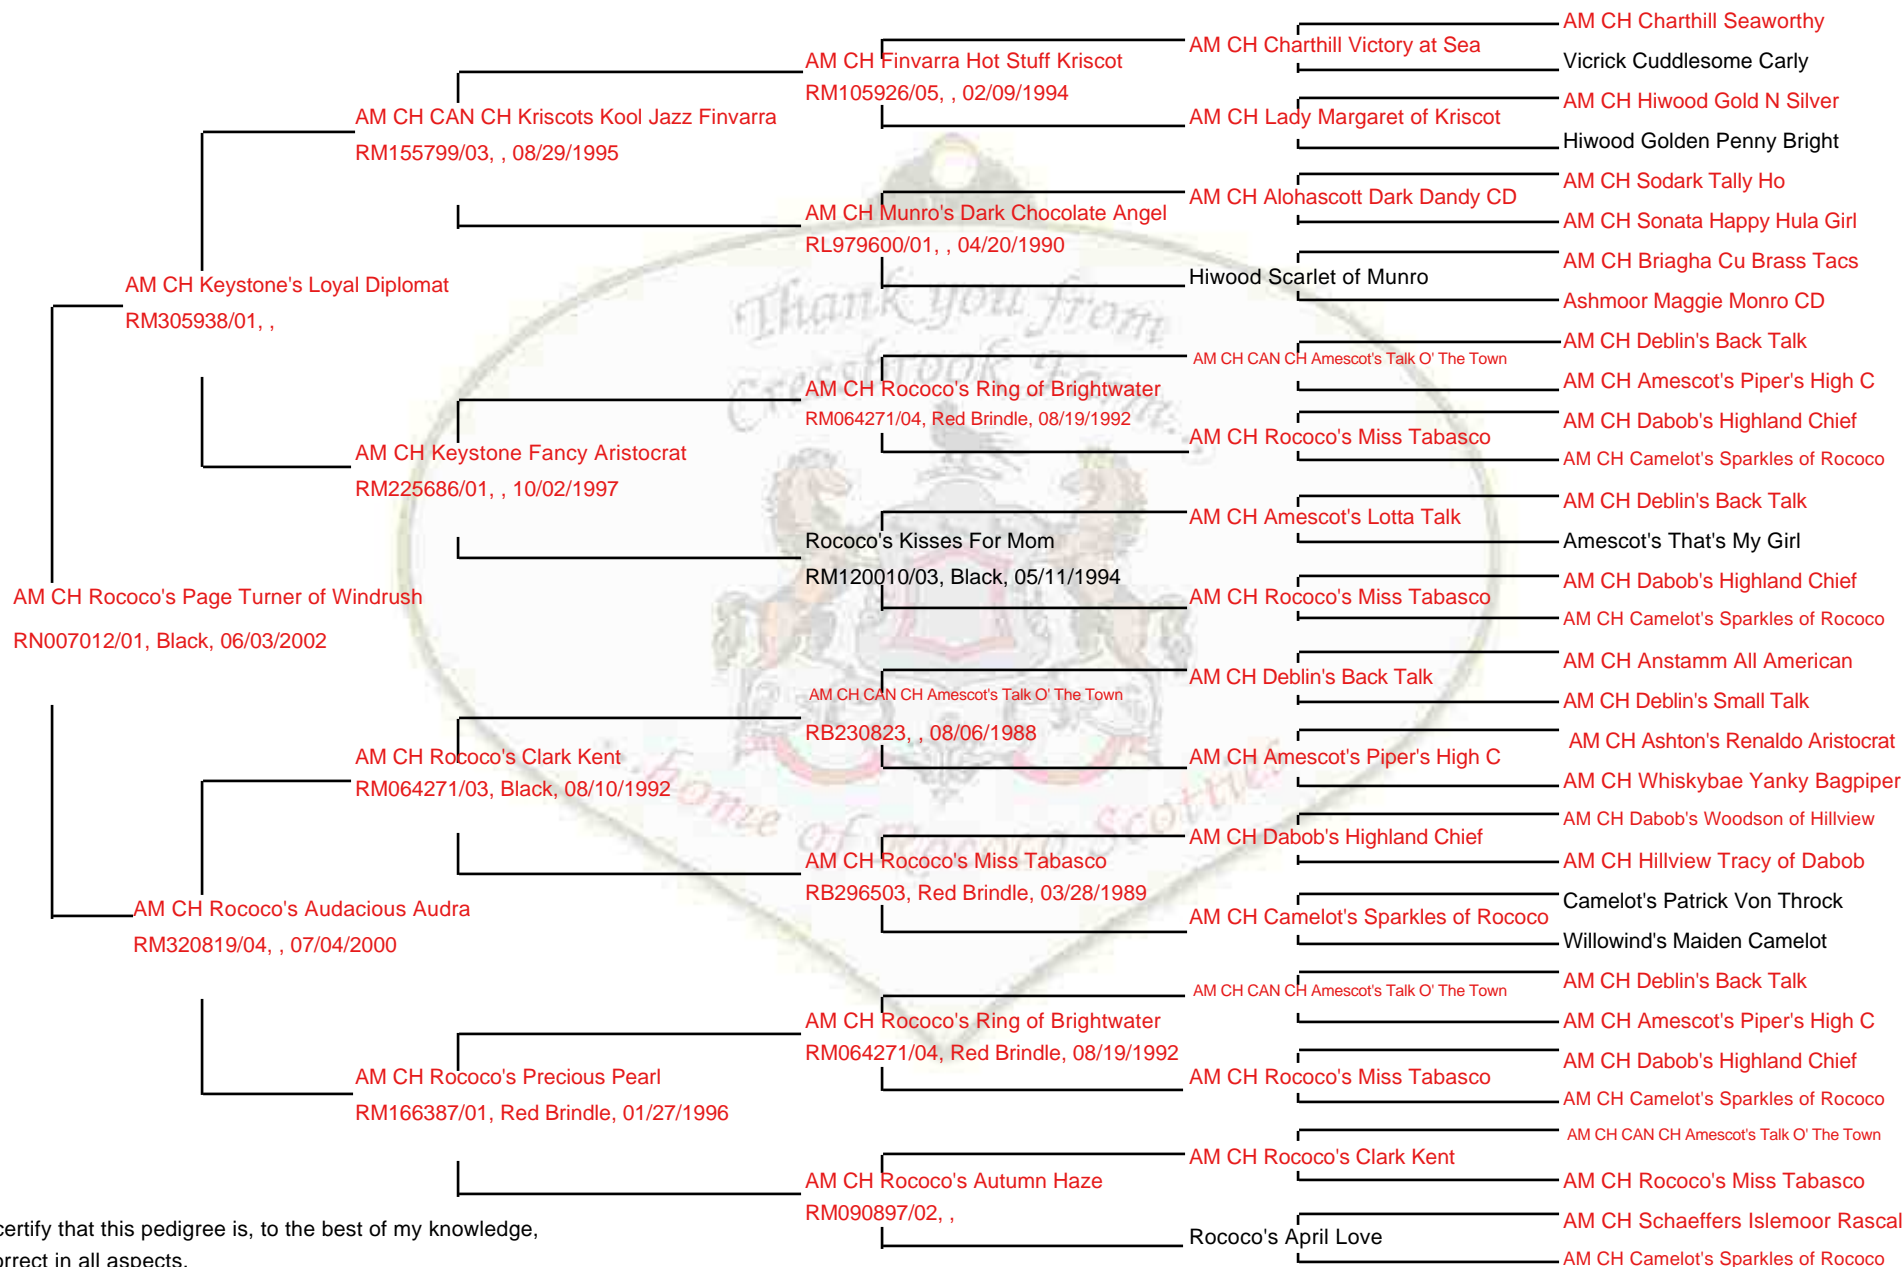 AM CH Rococo's Page Turner of Windrush
RN007012/01, Black, 06/03/2002
AM CH Keystone's Loyal Diplomat
RM305938/01, ,
AM CH Rococo's Audacious Audra
RM320819/04, , 07/04/2000
AM CH CAN CH Kriscots Kool Jazz Finvarra
RM155799/03, , 08/29/1995
AM CH Keystone Fancy Aristocrat
RM225686/01, , 10/02/1997
AM CH Rococo's Clark Kent
RM064271/03, Black, 08/10/1992
AM CH Rococo's Precious Pearl
RM166387/01, Red Brindle, 01/27/1996
AM CH Finvarra Hot Stuff Kriscot
RM105926/05, , 02/09/1994
AM CH Munro's Dark Chocolate Angel
RL979600/01, , 04/20/1990
AM CH Rococo's Ring of Brightwater
RM064271/04, Red Brindle, 08/19/1992
Rococo's Kisses For Mom
RM120010/03, Black, 05/11/1994
AM CH CAN CH Amescot's Talk O' The Town
RB230823, , 08/06/1988
AM CH Rococo's Miss Tabasco
RB296503, Red Brindle, 03/28/1989
AM CH Rococo's Ring of Brightwater
RM064271/04, Red Brindle, 08/19/1992
AM CH Rococo's Autumn Haze
RM090897/02, ,
AM CH Charthill Victory at Sea
AM CH Lady Margaret of Kriscot
AM CH Alohascott Dark Dandy CD
Hiwood Scarlet of Munro
AM CH CAN CH Amescot's Talk O' The Town
AM CH Rococo's Miss Tabasco
AM CH Amescot's Lotta Talk
AM CH Rococo's Miss Tabasco
AM CH Deblin's Back Talk
AM CH Amescot's Piper's High C
AM CH Dabob's Highland Chief
AM CH Camelot's Sparkles of Rococo
AM CH CAN CH Amescot's Talk O' The Town
AM CH Rococo's Miss Tabasco
AM CH Rococo's Clark Kent
Rococo's April Love
AM CH Charthill Seaworthy
Vicrick Cuddlesome Carly
AM CH Hiwood Gold N Silver
Hiwood Golden Penny Bright
AM CH Sodark Tally Ho
AM CH Sonata Happy Hula Girl
AM CH Briagha Cu Brass Tacs
Ashmoor Maggie Monro CD
AM CH Deblin's Back Talk
AM CH Amescot's Piper's High C
AM CH Dabob's Highland Chief
AM CH Camelot's Sparkles of Rococo
AM CH Deblin's Back Talk
Amescot's That's My Girl
AM CH Dabob's Highland Chief
AM CH Camelot's Sparkles of Rococo
AM CH Anstamm All American
AM CH Deblin's Small Talk
AM CH Ashton's Renaldo Aristocrat
AM CH Whiskybae Yanky Bagpiper
AM CH Dabob's Woodson of Hillview
AM CH Hillview Tracy of Dabob
Camelot's Patrick Von Throck
Willowind's Maiden Camelot
AM CH Deblin's Back Talk
AM CH Amescot's Piper's High C
AM CH Dabob's Highland Chief
AM CH Camelot's Sparkles of Rococo
AM CH CAN CH Amescot's Talk O' The Town
AM CH Rococo's Miss Tabasco
AM CH Schaeffers Islemoor Rascal
AM CH Camelot's Sparkles of Rococo
Thank you from
Cressbrook Farm..
..home of Rococo Scotties
certify that this pedigree is, to the best of my knowledge,
orrect in all aspects.